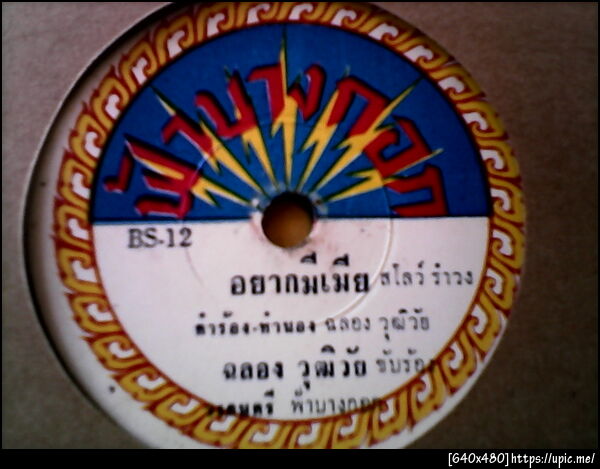 ฟ้าบางกอก
BS-12
อยากมีเมีย สโลว์ รำวง
คำร้อง-ทำนอง ฉลอง วุฒิวัย
ฉลอง วุฒิวัย ขับร้อง
วงดนตรี ฟ้าบางกอก
[640x480]https://upic.me/